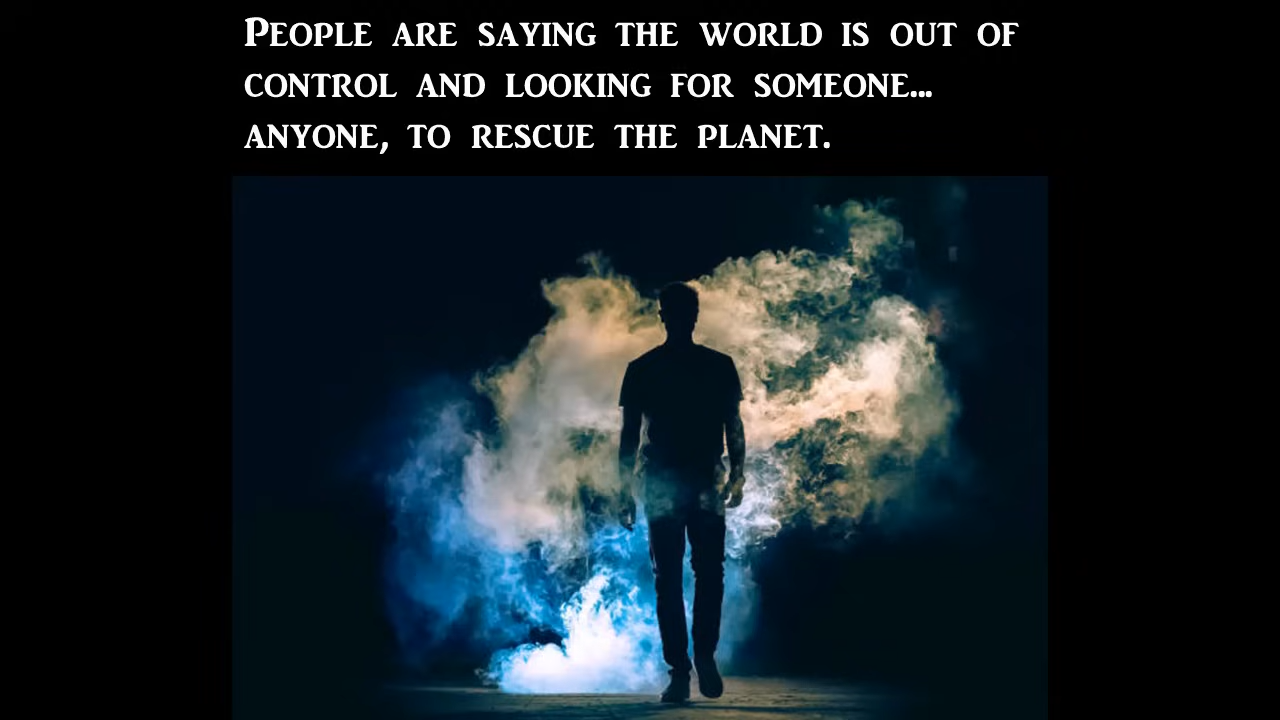 People are saying the world is out of
control and looking for someone...
anyone, to rescue the planet.